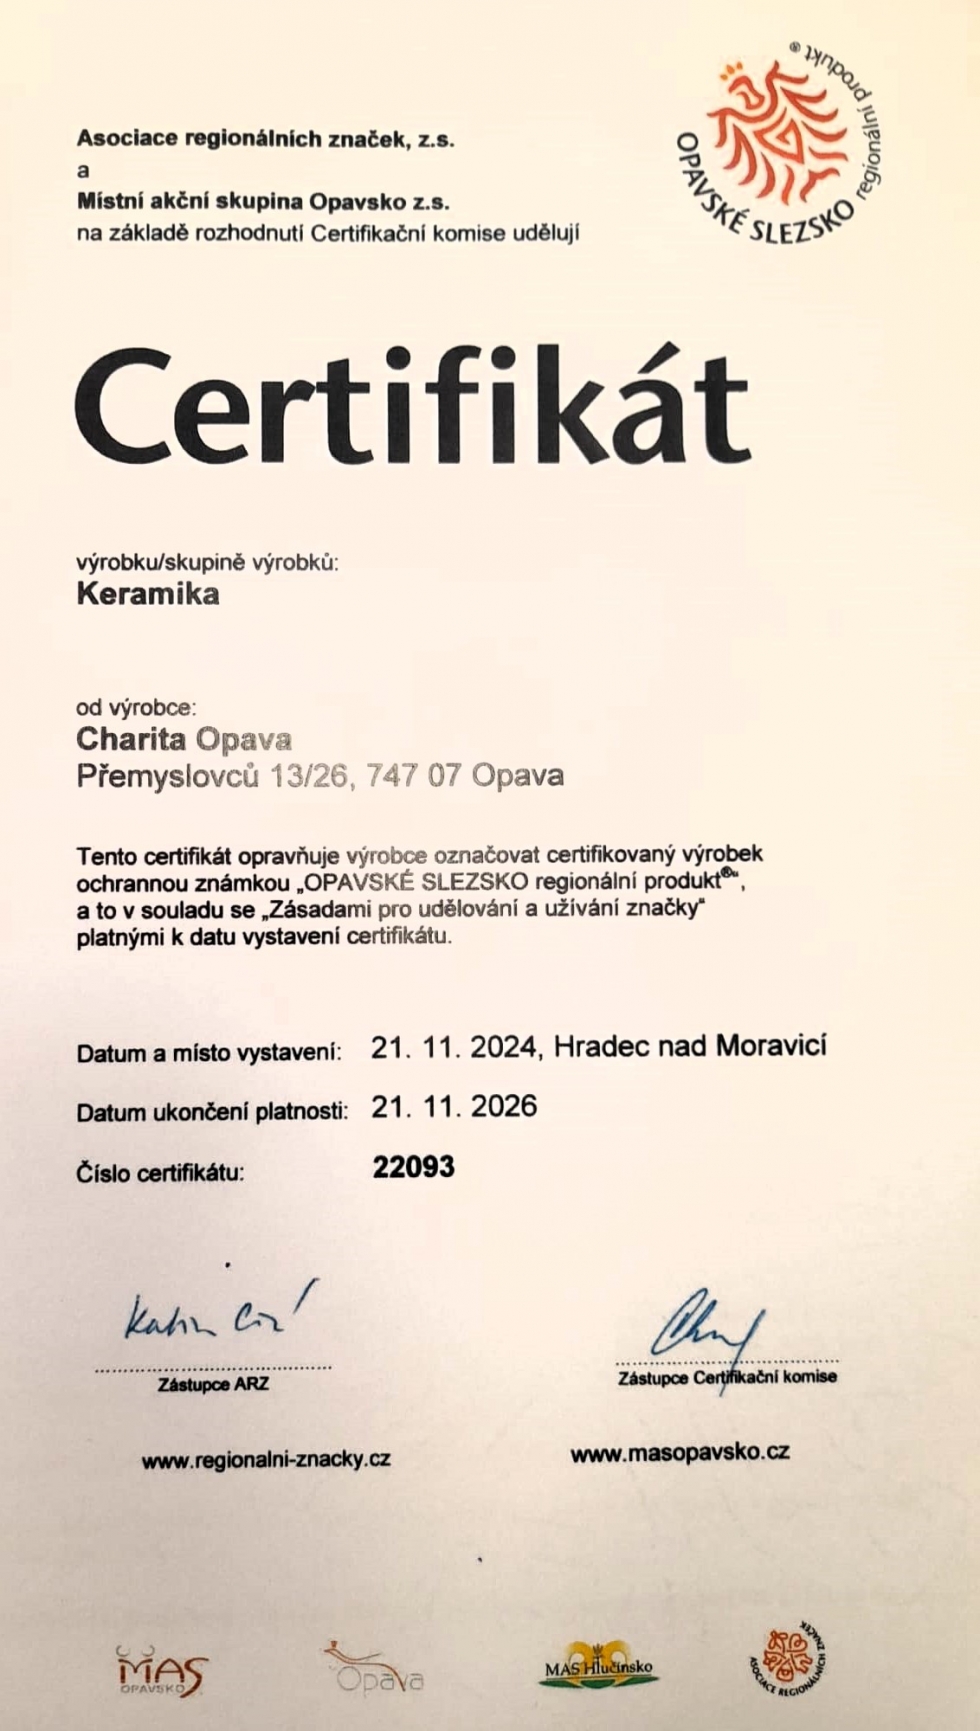 OPAVSKÉ SLEZSKO regionální produkt ®
Asociace regionálních značek, z.s.
a
Místní akční skupina Opavsko z.s.
na základě rozhodnutí Certifikační komise udělují
Certifikát
výrobku/skupině výrobků:
Keramika
od výrobce:
Charita Opava
Přemyslovců 13/26, 747 07 Opava
Tento certifikát opravňuje výrobce označovat certifikovaný výrobek
ochrannou známkou „OPAVSKÉ SLEZSKO regionální produkt®“,
a to v souladu se „Zásadami pro udělování a užívání značky“
platnými k datu vystavení certifikátu.
Datum a místo vystavení: 21. 11. 2024, Hradec nad Moravicí
Datum ukončení platnosti: 21. 11. 2026
Číslo certifikátu: 22093
Zástupce ARZ
Zástupce Certifikační komise
www.regionalni-znacky.cz
www.masopavsko.cz
MAS OPAVSKO
Opava
MAS Hlučínsko
ASOCIACE REGIONÁLNÍCH ZNAČEK